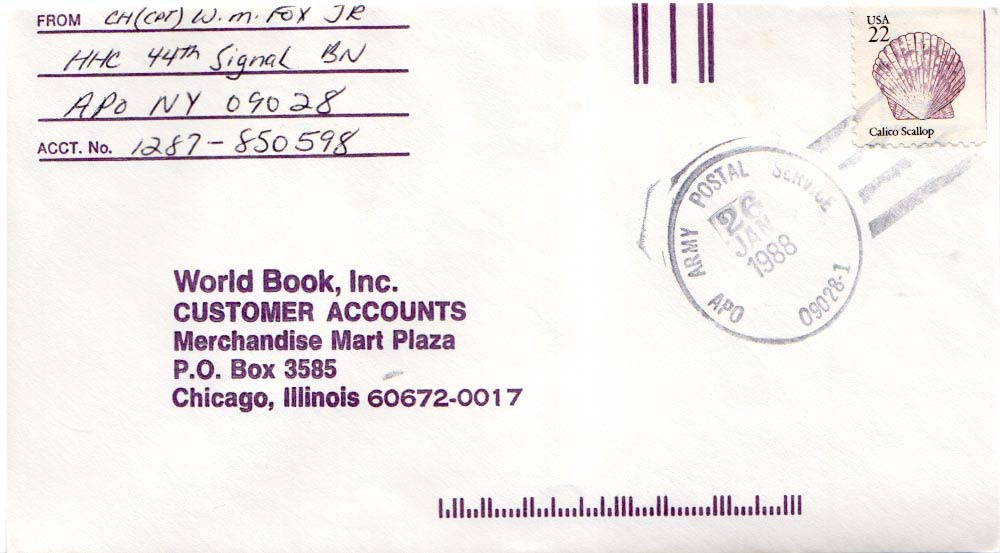 FROM CH(CPT) W. M. FOX JR
HHC 44th Signal BN
APO NY 09028
ACCT. No. 1287-850598
USA
22
Calico Scallop
ARMY POSTAL SERVICE
26
JAN
1988
APO 09028-1
World Book, Inc.
CUSTOMER ACCOUNTS
Merchandise Mart Plaza
P.O. Box 3585
Chicago, Illinois 60672-0017